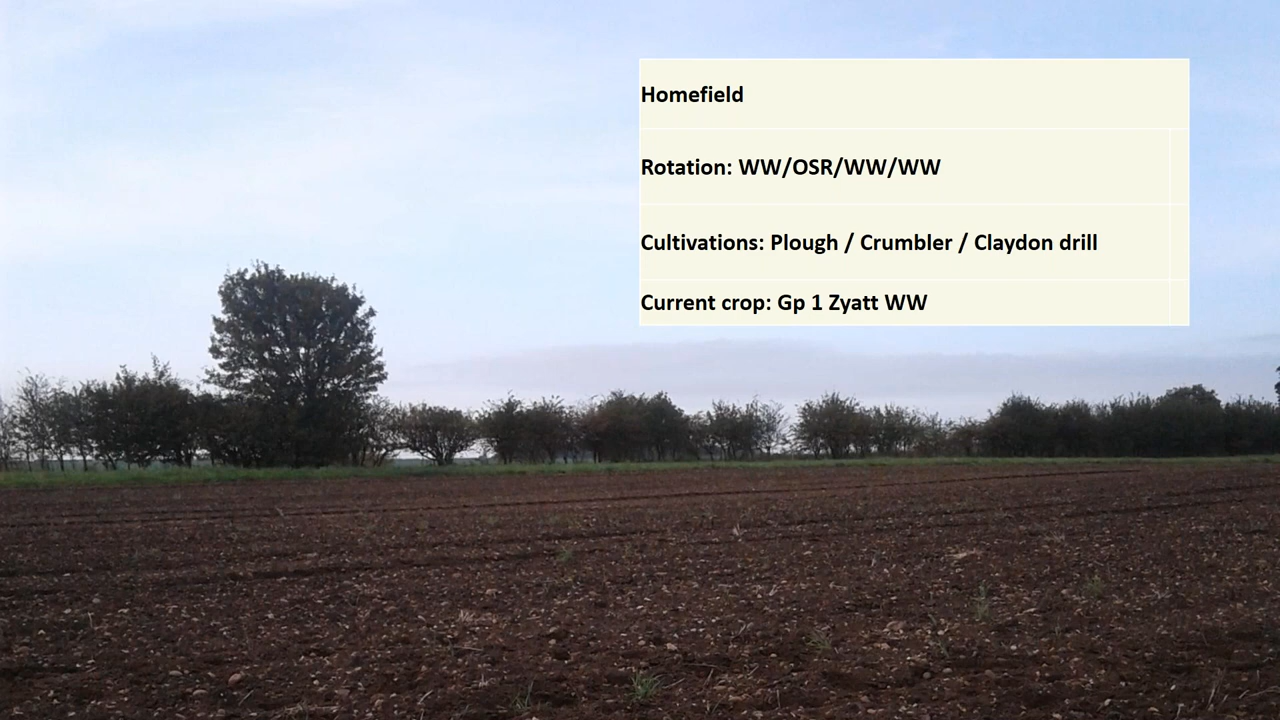 Homefield
Rotation: WW/OSR/WW/WW
Cultivations: Plough / Crumbler / Claydon drill
Current crop: Gp 1 Zyatt WW